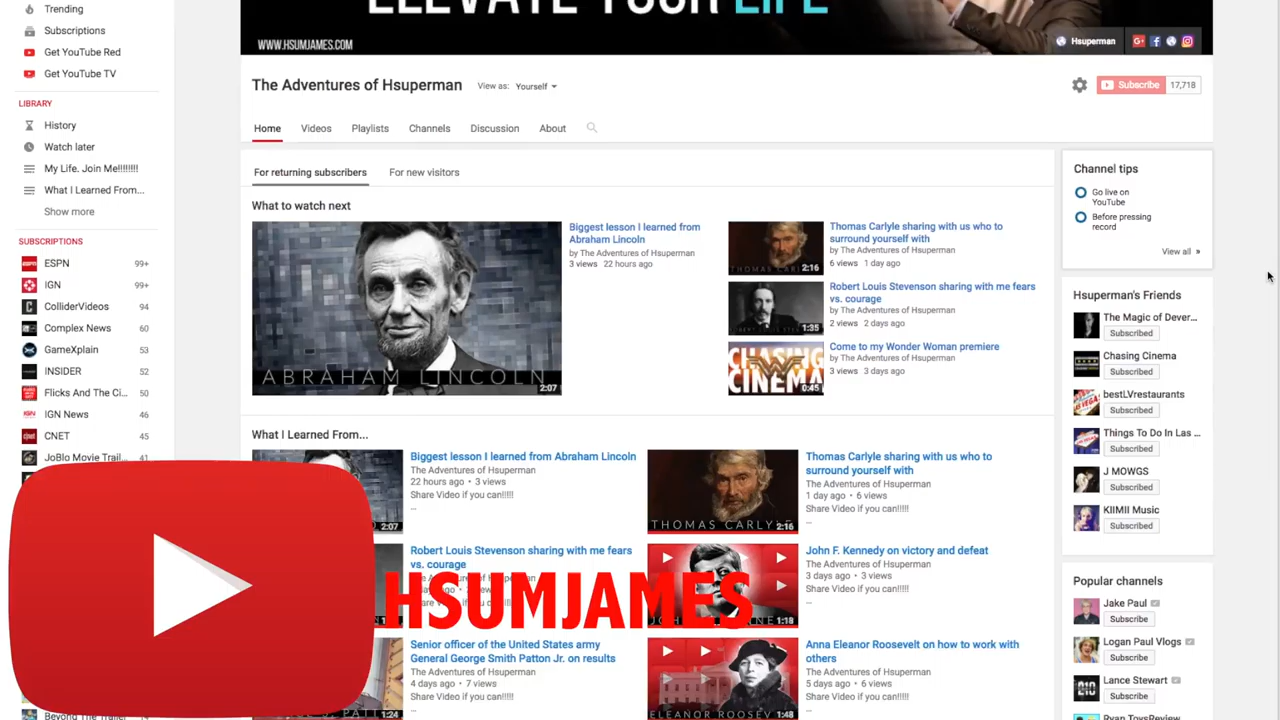 ELEVATE YOUR LIFE
WWW.HSUMJAMES.COM
Hsuperman
Trending
Subscriptions
Get YouTube Red
Get YouTube TV
LIBRARY
History
Watch later
My Life. Join Me!!!!!!!!
What I Learned From...
Show more
SUBSCRIPTIONS
ESPN 99+
IGN 99+
ColliderVideos 94
Complex News 60
GameXplain 53
INSIDER 52
Flicks And The Ci... 50
IGN News 46
CNET 45
JoBlo Movie Trail... 41
Beyond The Trailer
The Adventures of Hsuperman
View as: Yourself
Subscribe 17,718
Home Videos Playlists Channels Discussion About
For returning subscribers For new visitors
What to watch next
ABRAHAM LINCOLN
2:07
Biggest lesson I learned from
Abraham Lincoln
by The Adventures of Hsuperman
3 views 22 hours ago
THOMAS CARL
2:16
Thomas Carlyle sharing with us who to
surround yourself with
by The Adventures of Hsuperman
6 views 1 day ago
1:35
Robert Louis Stevenson sharing with me fears
vs. courage
by The Adventures of Hsuperman
2 views 2 days ago
CHASING
CINEMA
0:45
Come to my Wonder Woman premiere
by The Adventures of Hsuperman
3 views 3 days ago
What I Learned From...
2:07
Biggest lesson I learned from Abraham Lincoln
The Adventures of Hsuperman
22 hours ago • 3 views
Share Video if you can!!!!!
...
THOMAS CARLYLE
2:16
Thomas Carlyle sharing with us who to
surround yourself with
The Adventures of Hsuperman
1 day ago • 6 views
Share Video if you can!!!!!
...
Robert Louis Stevenson sharing with me fears
vs. courage
1:18
John F. Kennedy on victory and defeat
The Adventures of Hsuperman
3 days ago • 3 views
Share Video if you can!!!!!
...
HSUMJAMES
1:24
Senior officer of the United States army
General George Smith Patton Jr. on results
The Adventures of Hsuperman
4 days ago • 7 views
Share Video if you can!!!!!
...
ELEANOR ROOSEV
1:48
Anna Eleanor Roosevelt on how to work with
others
The Adventures of Hsuperman
5 days ago • 6 views
Share Video if you can!!!!!
...
Channel tips
Go live on
YouTube
Before pressing
record
View all »
Hsuperman's Friends
The Magic of Dever...
Subscribed
Chasing Cinema
Subscribed
bestLVrestaurants
Subscribed
Things To Do In Las ...
Subscribed
J MOWGS
Subscribed
KIIMII Music
Subscribed
Popular channels
Jake Paul
Subscribe
Logan Paul Vlogs
Subscribe
Lance Stewart
Subscribe
Ryan ToysReview